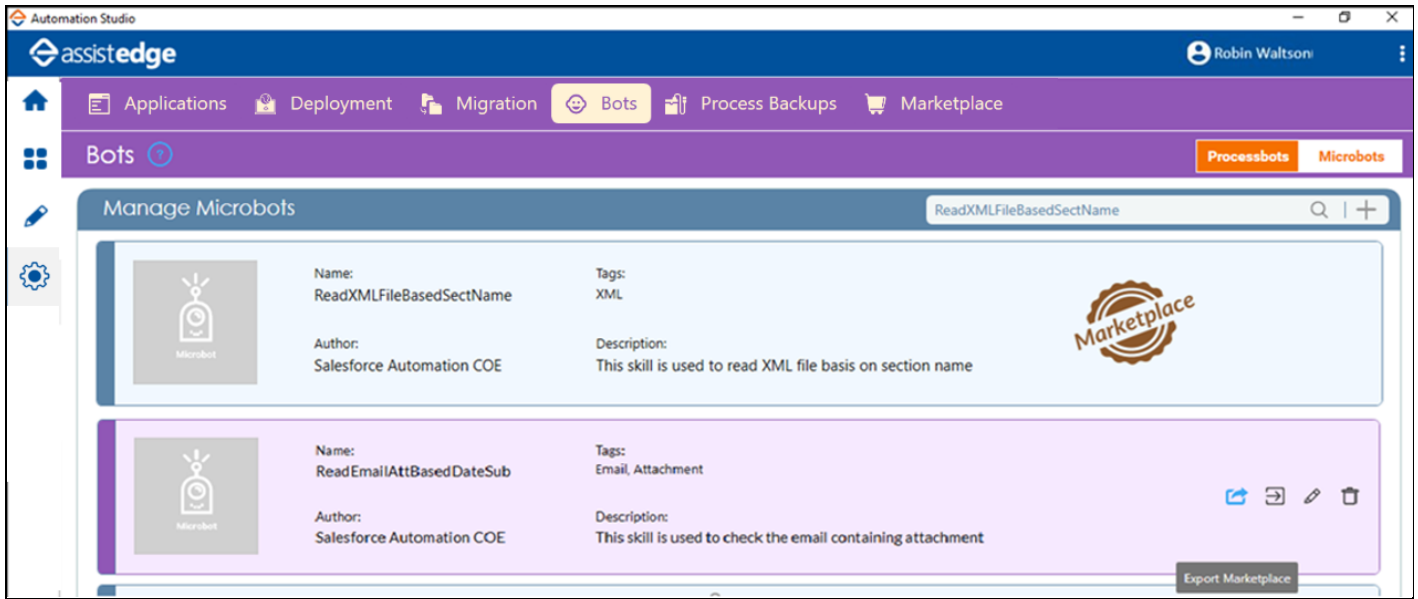 Automation Studio
assistedge
Robin Waltson
Applications
Deployment
Migration
Bots
Process Backups
Marketplace
Bots ?
Processbots
Microbots
Manage Microbots
ReadXMLFileBasedSectName
Microbot
Name:
ReadXMLFileBasedSectName
Tags:
XML
Author:
Salesforce Automation COE
Description:
This skill is used to read XML file basis on section name
Marketplace
Microbot
Name:
ReadEmailAttBasedDateSub
Tags:
Email, Attachment
Author:
Salesforce Automation COE
Description:
This skill is used to check the email containing attachment
Export Marketplace